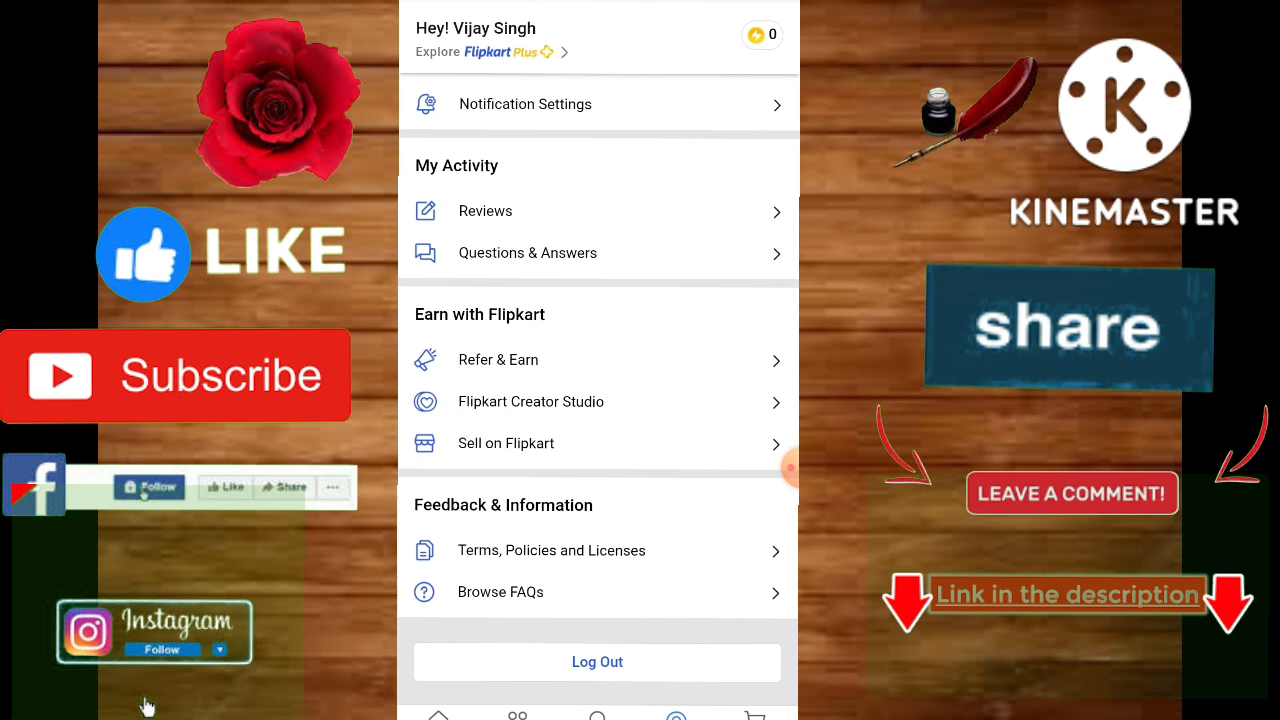 Hey! Vijay Singh
Explore Flipkart Plus
0
Notification Settings
My Activity
Reviews
Questions & Answers
Earn with Flipkart
Refer & Earn
Flipkart Creator Studio
Sell on Flipkart
Feedback & Information
Terms, Policies and Licenses
Browse FAQs
Log Out
LIKE
Subscribe
f
Follow
Like
Share
Instagram
Follow
K
KINEMASTER
share
LEAVE A COMMENT!
Link in the description